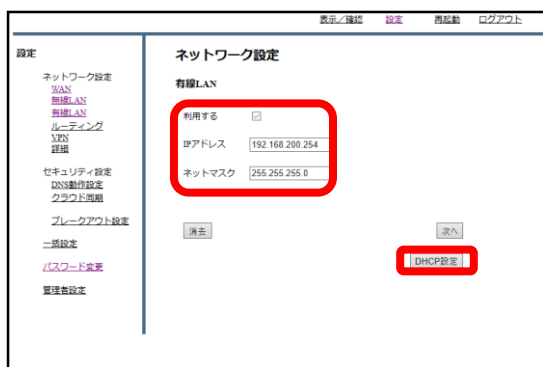 表示/確認 設定 再起動 ログアウト
設定
ネットワーク設定
WAN
無線LAN
有線LAN
ルーティング
VPN
詳細
セキュリティ設定
DNS動作設定
クラウド同期
ブレークアウト設定
一括設定
パスワード変更
管理者設定
ネットワーク設定
有線LAN
利用する
IPアドレス 192.168.200.254
ネットマスク 255.255.255.0
消去 次へ
DHCP設定